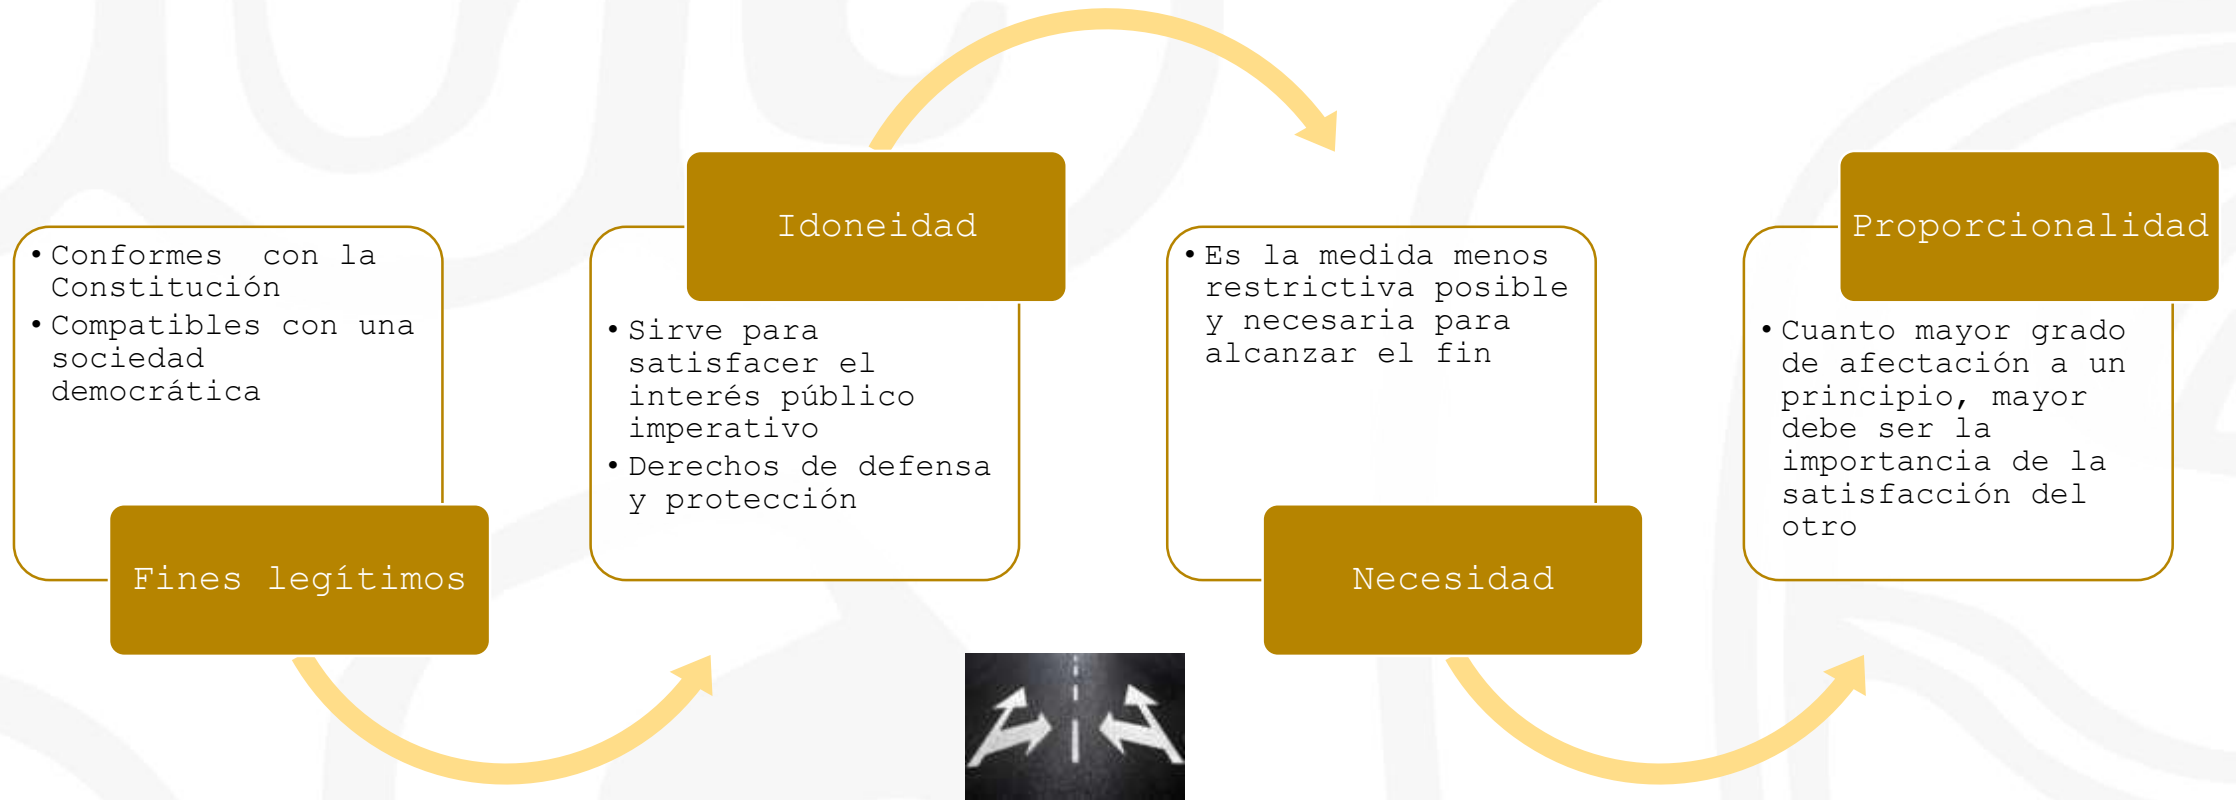 • Conformes con la
Constitución
• Compatibles con una
sociedad
democrática
Fines legítimos
Idoneidad
• Sirve para
satisfacer el
interés público
imperativo
• Derechos de defensa
y protección
• Es la medida menos
restrictiva posible
y necesaria para
alcanzar el fin
Necesidad
Proporcionalidad
• Cuanto mayor grado
de afectación a un
principio, mayor
debe ser la
importancia de la
satisfacción del
otro